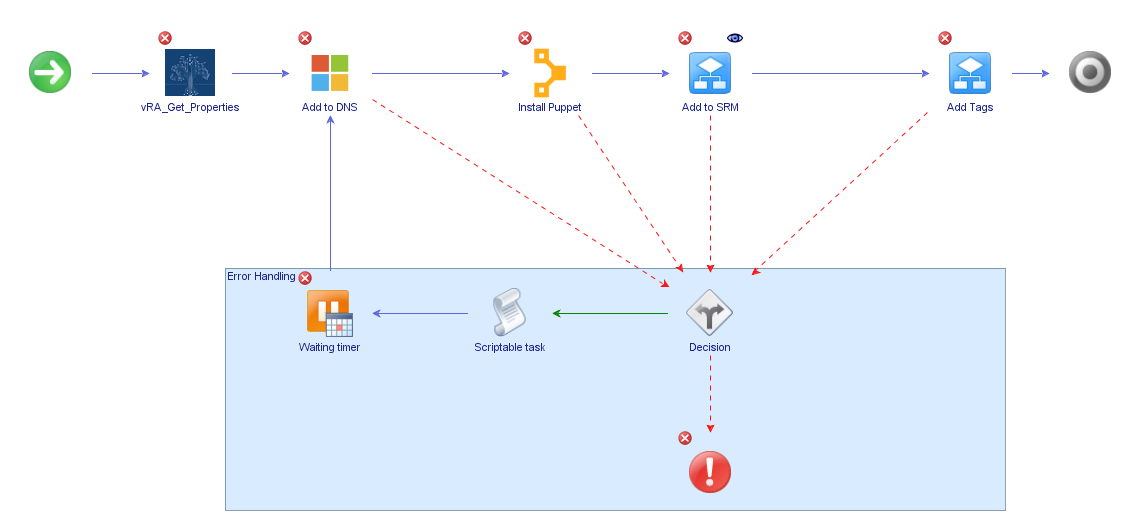 vRA_Get_Properties
Add to DNS
Install Puppet
Add to SRM
Add Tags
Error Handling
Waiting timer
Scriptable task
Decision